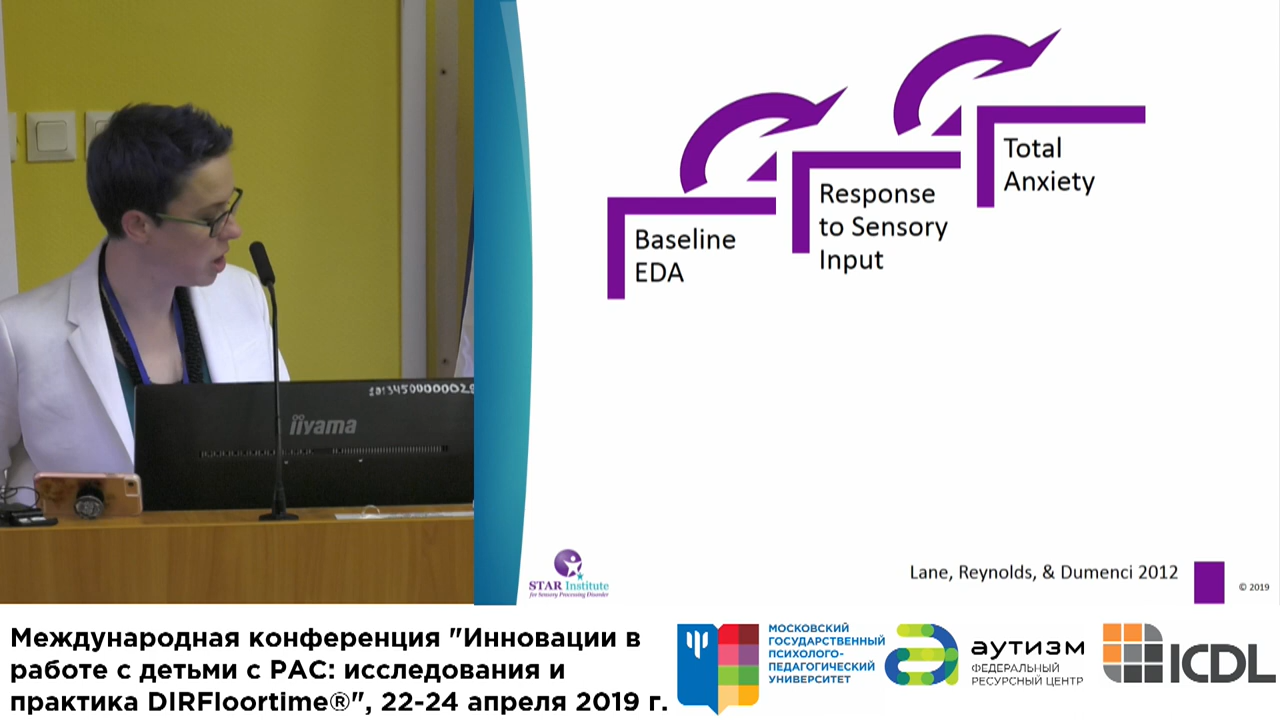 Baseline
EDA
Response
to Sensory
Input
Total
Anxiety
iiyama
STAR Institute
for Sensory Processing Disorder
Lane, Reynolds, & Dumenci 2012
© 2019
Международная конференция "Инновации в
работе с детьми с РАС: исследования и
практика DIRFloortime®", 22-24 апреля 2019 г.
МОСКОВСКИЙ
ГОСУДАРСТВЕННЫЙ
ПСИХОЛОГО-
ПЕДАГОГИЧЕСКИЙ
УНИВЕРСИТЕТ
аутизм
ФЕДЕРАЛЬНЫЙ
РЕСУРСНЫЙ ЦЕНТР
ICDL